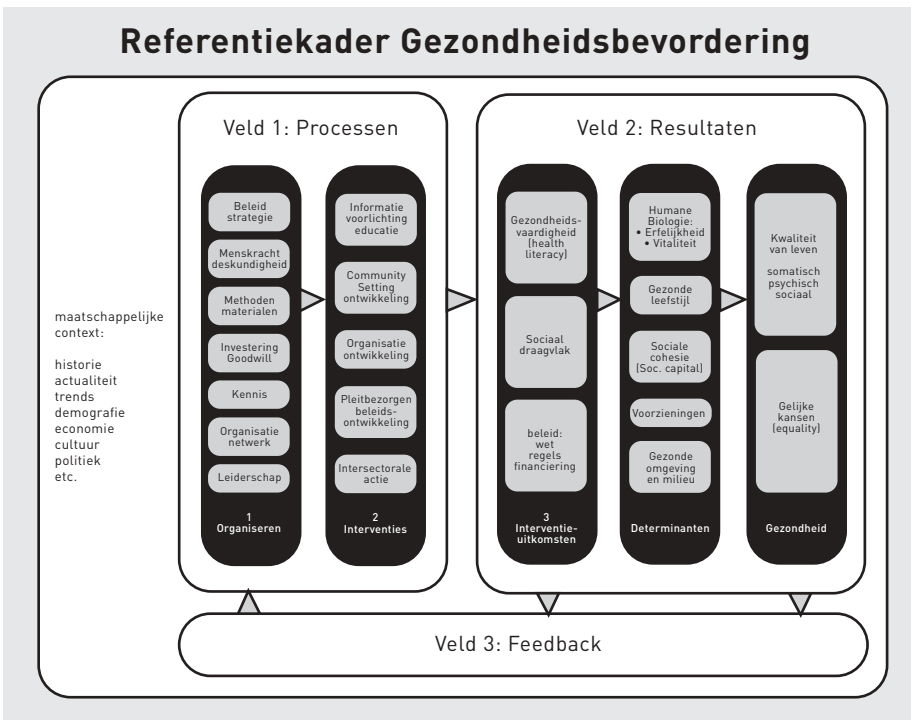 Referentiekader Gezondheidsbevordering
maatschappelijke
context:
historie
actualiteit
trends
demografie
economie
cultuur
politiek
etc.
Veld 1: Processen
Beleid
strategie
Menskracht
deskundigheid
Methoden
materialen
Investering
Goodwill
Kennis
Organisatie
netwerk
Leiderschap
1
Organiseren
Informatie
voorlichting
educatie
Community
Setting
ontwikkeling
Organisatie
ontwikkeling
Pleitbezorgen
beleids-
ontwikkeling
Intersectorale
actie
2
Interventies
Veld 2: Resultaten
Gezondheids-
vaardigheid
(health
literacy)
Sociaal
draagvlak
beleid:
wet
regels
financiering
3
Interventie-
uitkomsten
Humane
Biologie:
• Erfelijkheid
• Vitaliteit
Gezonde
leefstijl
Sociale
cohesie
(Soc. capital)
Voorzieningen
Gezonde
omgeving
en milieu
Determinanten
Kwaliteit
van leven
somatisch
psychisch
sociaal
Gelijke
kansen
(equality)
Gezondheid
Veld 3: Feedback